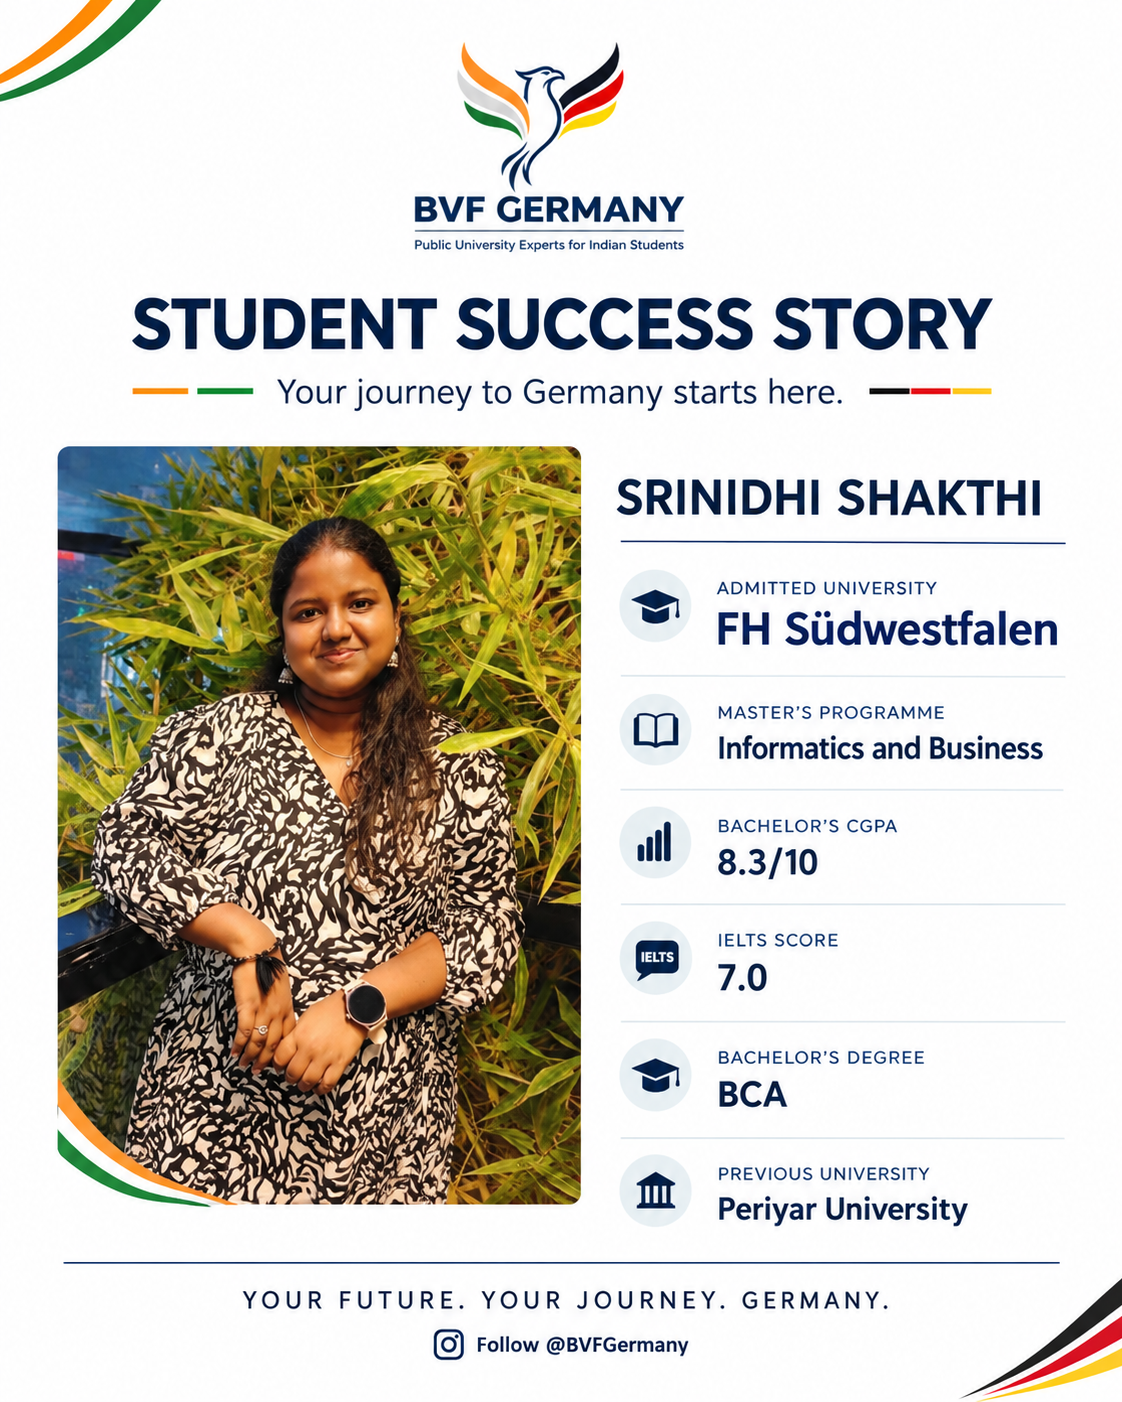 BVF GERMANY
Public University Experts for Indian Students
STUDENT SUCCESS STORY
Your journey to Germany starts here.
SRINIDHI SHAKTHI
ADMITTED UNIVERSITY
FH Südwestfalen
MASTER'S PROGRAMME
Informatics and Business
BACHELOR'S CGPA
8.3/10
IELTS SCORE
IELTS
7.0
BACHELOR'S DEGREE
BCA
PREVIOUS UNIVERSITY
Periyar University
YOUR FUTURE. YOUR JOURNEY. GERMANY.
Follow @BVFGermany